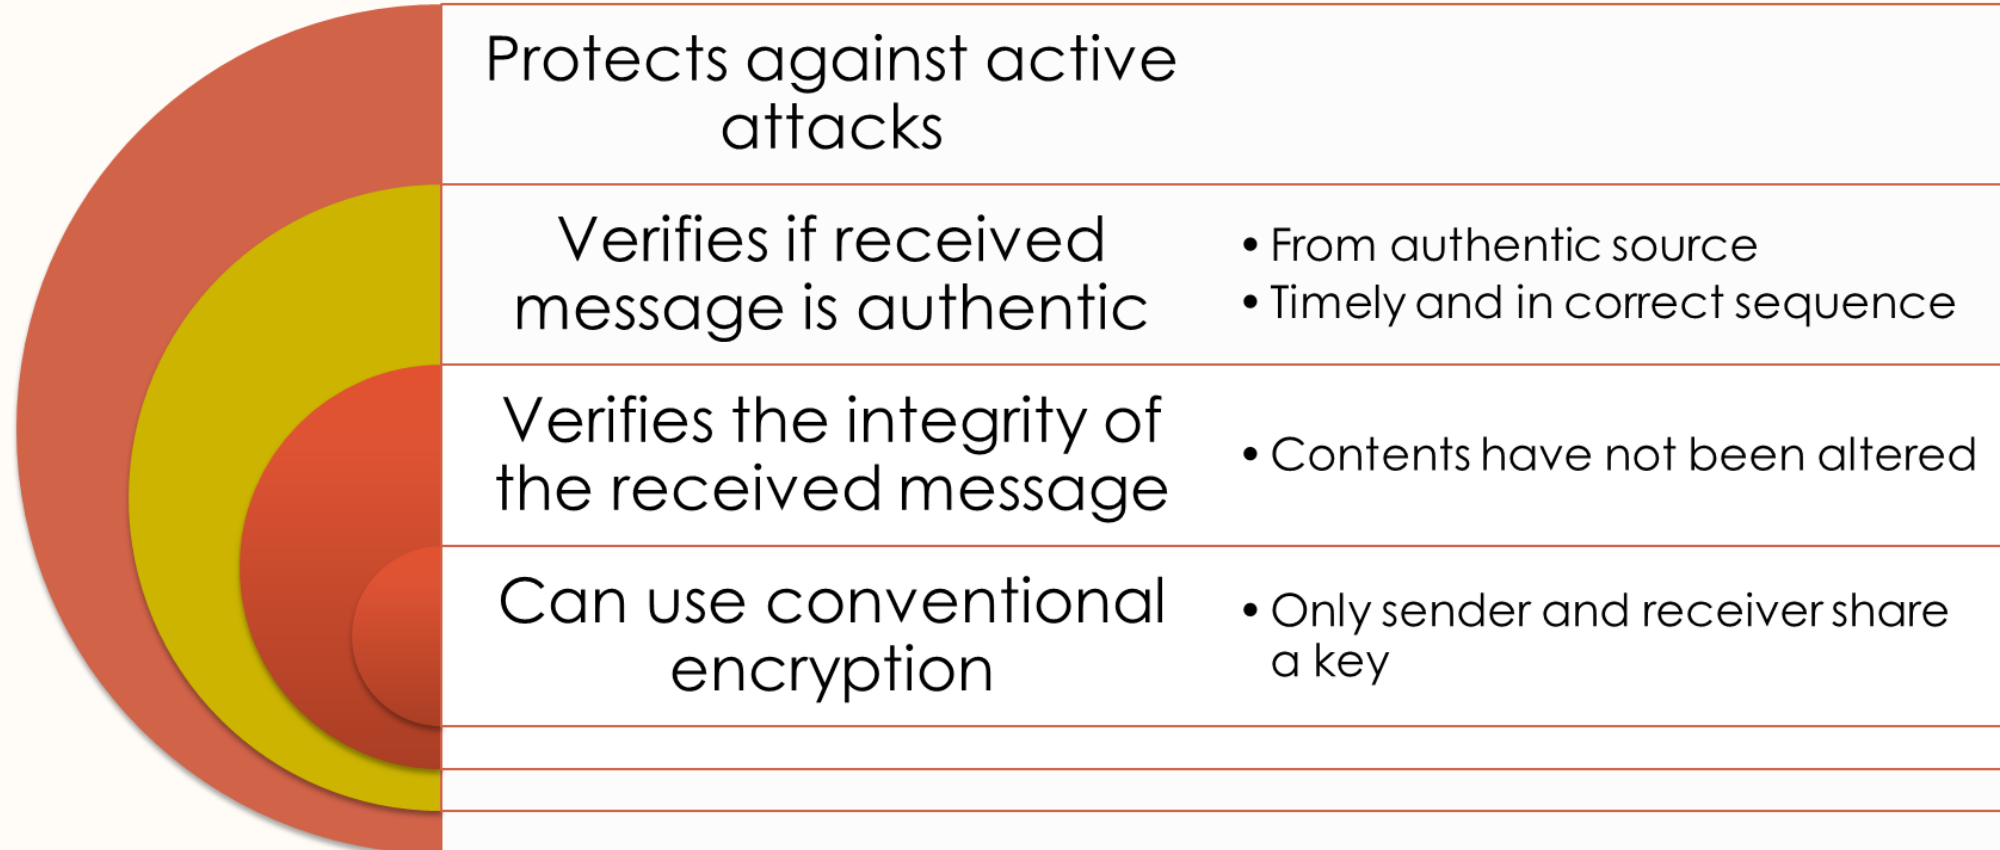 Protects against active
attacks
Verifies if received
message is authentic
• From authentic source
• Timely and in correct sequence
Verifies the integrity of
the received message
• Contents have not been altered
Can use conventional
encryption
• Only sender and receiver share
a key